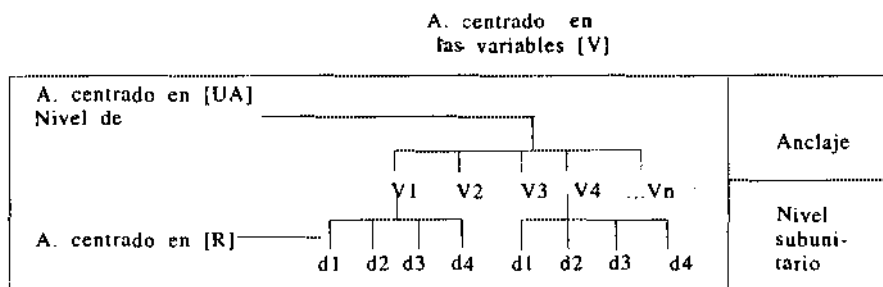 A. centrado en
las variables [V]
A. centrado en [UA]
Nivel de
Anclaje
V1 V2 V3 V4 ...Vn
A. centrado en [R]
d1 d2 d3 d4 d1 d2 d3 d4
Nivel
subuni-
tario